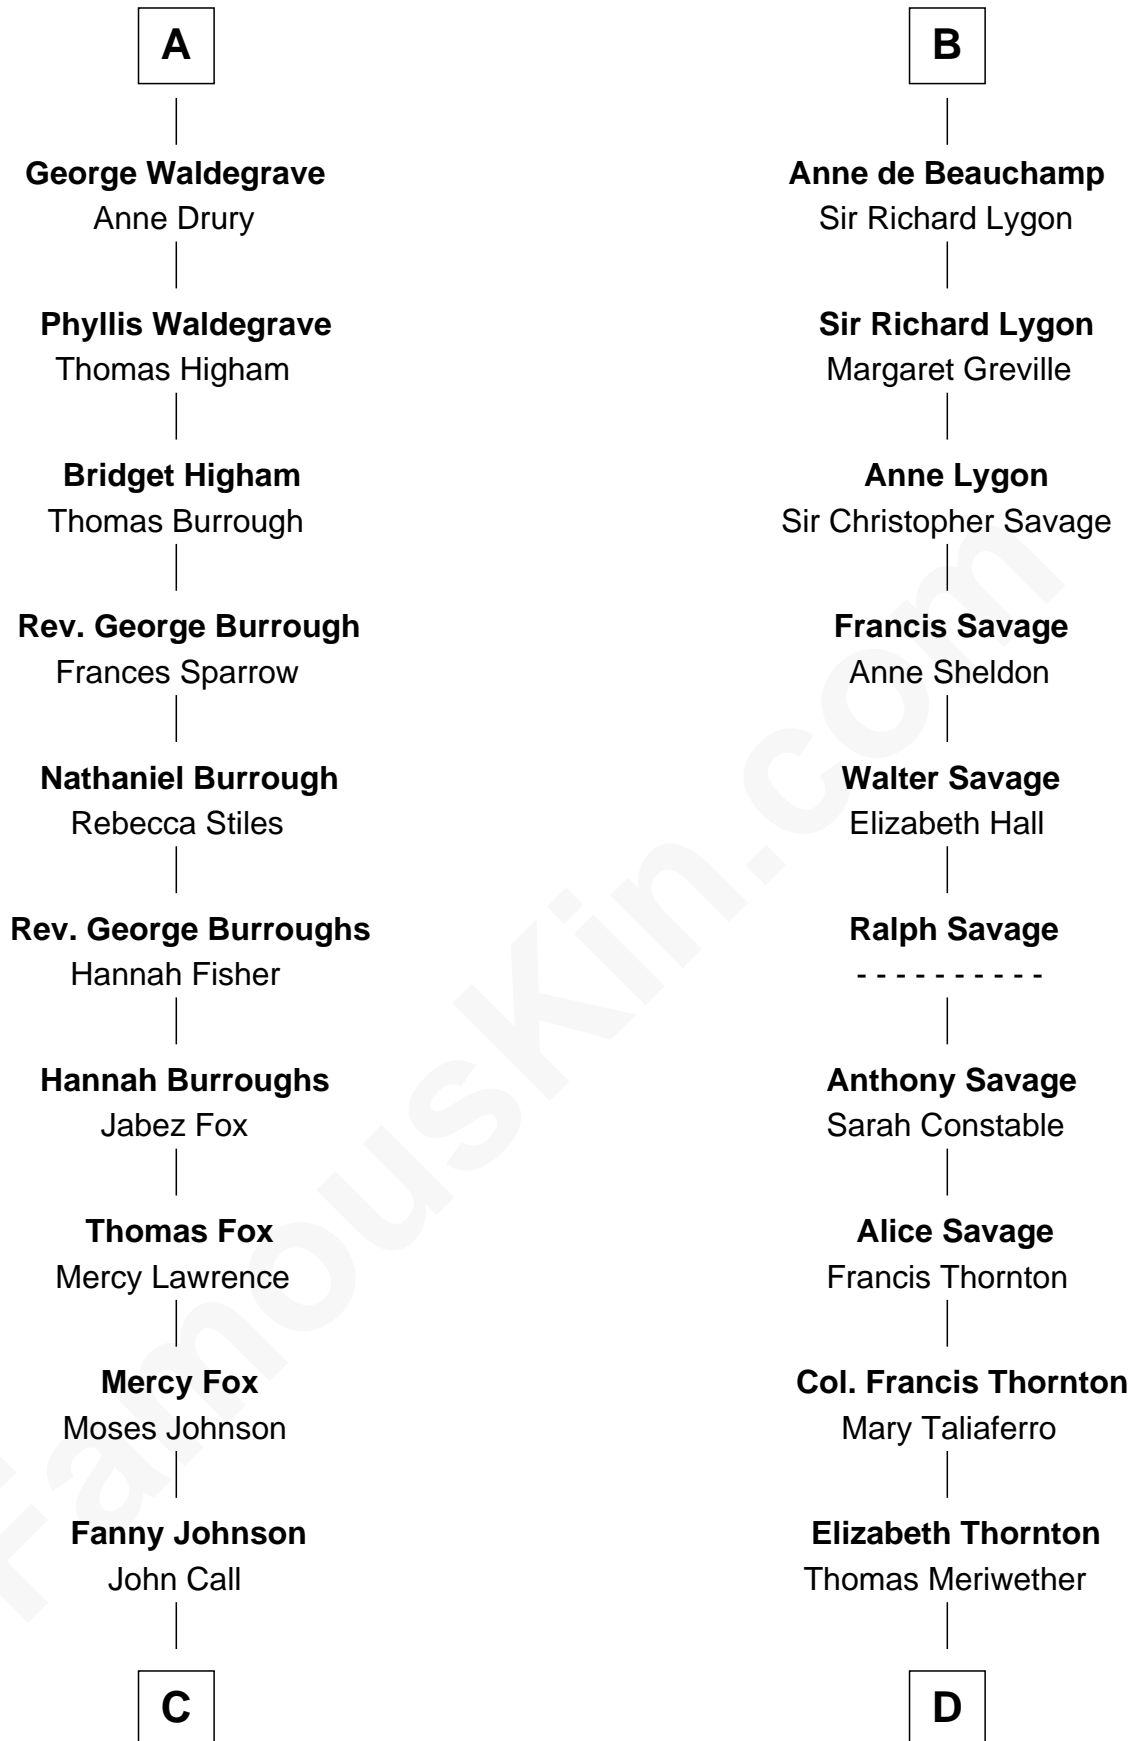 A
George Waldegrave
Anne Drury
Phyllis Waldegrave
Thomas Higham
Bridget Higham
Thomas Burrough
Rev. George Burrough
Frances Sparrow
Nathaniel Burrough
Rebecca Stiles
Rev. George Burroughs
Hannah Fisher
Hannah Burroughs
Jabez Fox
Thomas Fox
Mercy Lawrence
Mercy Fox
Moses Johnson
Fanny Johnson
John Call
C
B
Anne de Beauchamp
Sir Richard Lygon
Sir Richard Lygon
Margaret Greville
Anne Lygon
Sir Christopher Savage
Francis Savage
Anne Sheldon
Walter Savage
Elizabeth Hall
Ralph Savage
- - - - - - - - - -
Anthony Savage
Sarah Constable
Alice Savage
Francis Thornton
Col. Francis Thornton
Mary Taliaferro
Elizabeth Thornton
Thomas Meriwether
D
FamousKin.com